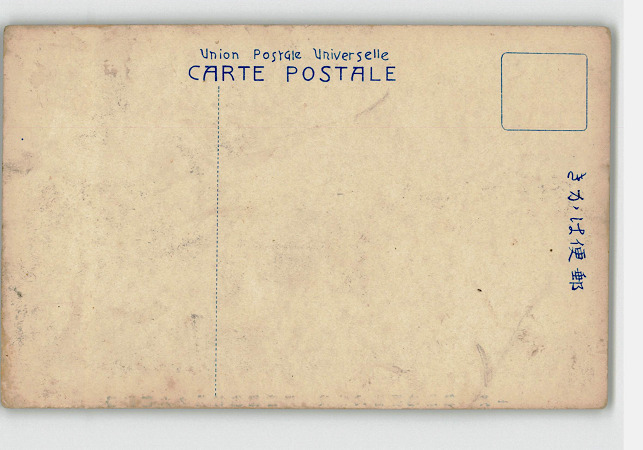 Union Postale Universelle
CARTE POSTALE
郵便はがき